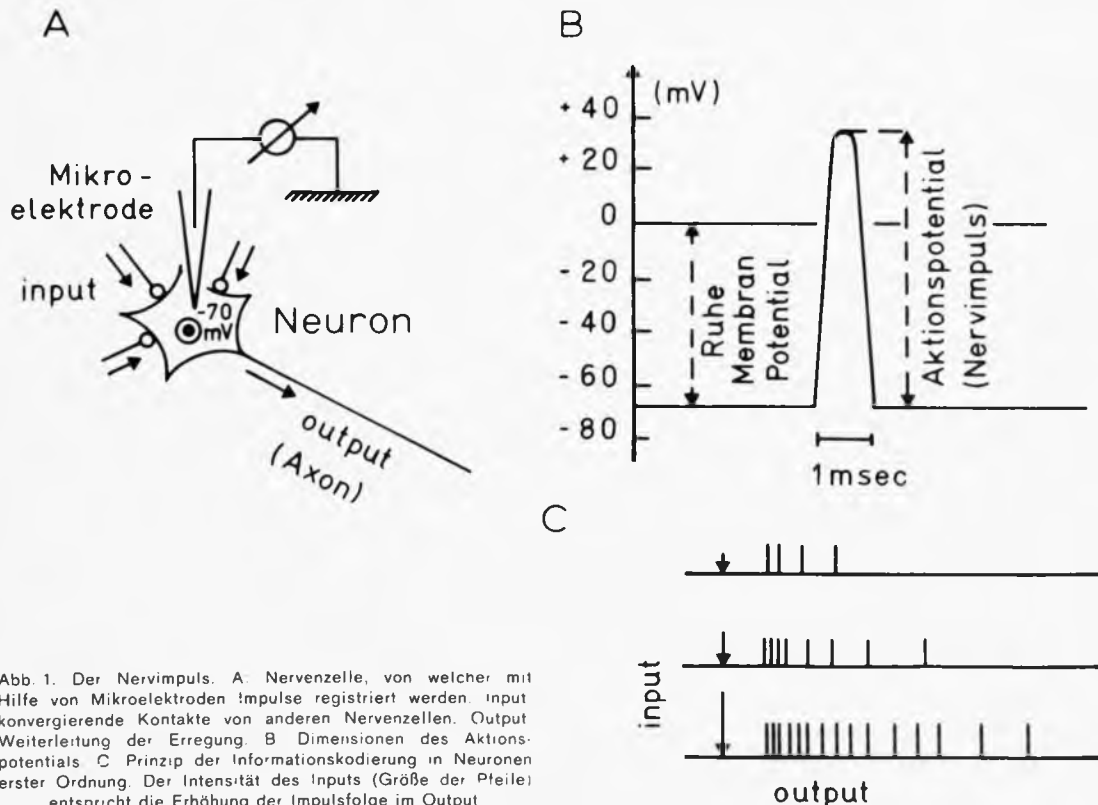 A
Mikro-
elektrode
input
-70
mV
Neuron
output
(Axon)
B
(mV)
+40
+20
0
-20
-40
-60
-80
Ruhe
Membran
Potential
Aktionspotential
(Nervimpuls)
1msec
C
input
output
Abb. 1. Der Nervimpuls. A. Nervenzelle, von welcher mit
Hilfe von Mikroelektroden Impulse registriert werden. Input
konvergierende Kontakte von anderen Nervenzellen. Output
Weiterleitung der Erregung. B Dimensionen des Aktions-
potentials C Prinzip der Informationskodierung in Neuronen
erster Ordnung. Der Intensität des Inputs (Größe der Pfeile)
entspricht die Erhöhung der Impulsfolge im Output